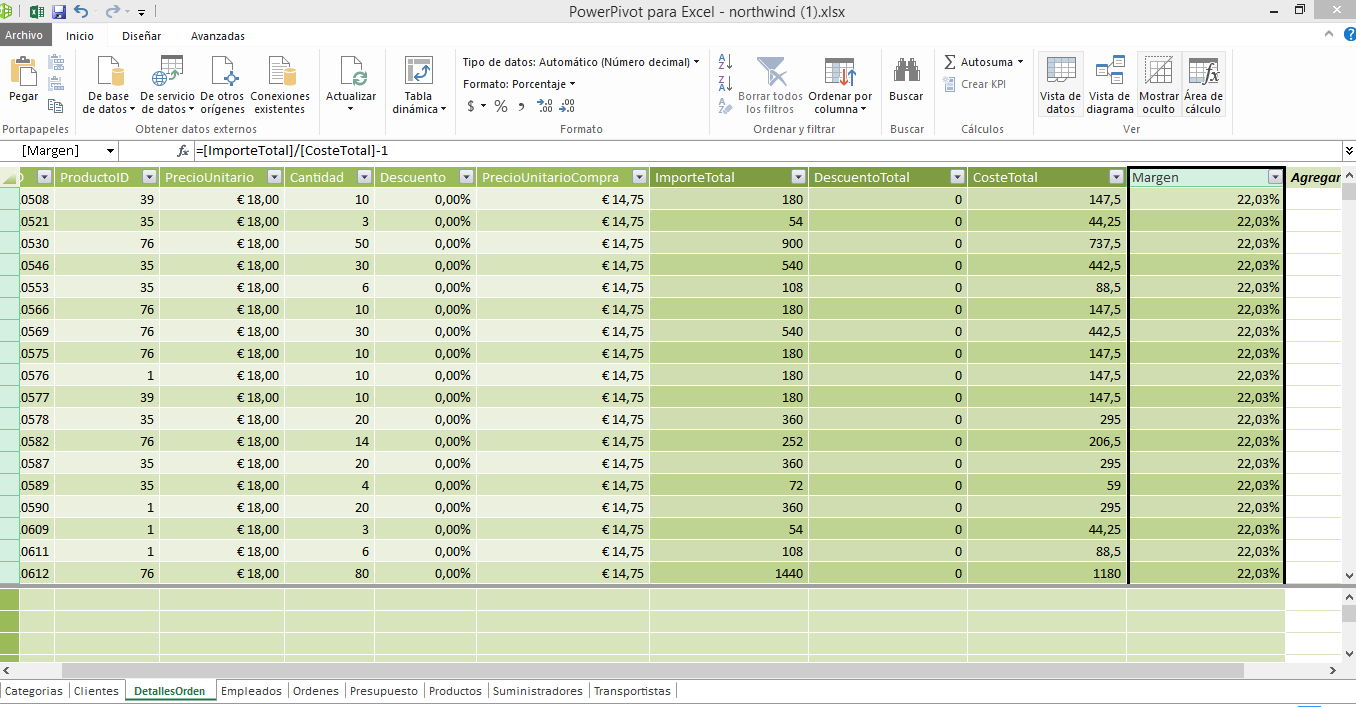 PowerPivot para Excel - northwind (1).xlsx
Archivo Inicio Diseñar Avanzadas
Pegar
Portapapeles
De base de datos
De servicio de datos
De otros orígenes
Conexiones existentes
Obtener datos externos
Actualizar
Tabla dinámica
Tipo de datos: Automático (Número decimal)
Formato: Porcentaje
$ % ,
Formato
Borrar todos los filtros
Ordenar por columna
Ordenar y filtrar
Buscar
Buscar
Autosuma
Crear KPI
Cálculos
Vista de datos
Vista de diagrama
Mostrar oculto
Área de cálculo
Ver
[Margen] fx =[ImporteTotal]/[CosteTotal]-1
D ProductoID PrecioUnitario Cantidad Descuento PrecioUnitarioCompra ImporteTotal DescuentoTotal CosteTotal Margen Agregar
0508 39 € 18,00 10 0,00% € 14,75 180 0 147,5 22,03%
0521 35 € 18,00 3 0,00% € 14,75 54 0 44,25 22,03%
0530 76 € 18,00 50 0,00% € 14,75 900 0 737,5 22,03%
0546 35 € 18,00 30 0,00% € 14,75 540 0 442,5 22,03%
0553 35 € 18,00 6 0,00% € 14,75 108 0 88,5 22,03%
0566 76 € 18,00 10 0,00% € 14,75 180 0 147,5 22,03%
0569 76 € 18,00 30 0,00% € 14,75 540 0 442,5 22,03%
0575 76 € 18,00 10 0,00% € 14,75 180 0 147,5 22,03%
0576 1 € 18,00 10 0,00% € 14,75 180 0 147,5 22,03%
0577 39 € 18,00 10 0,00% € 14,75 180 0 147,5 22,03%
0578 35 € 18,00 20 0,00% € 14,75 360 0 295 22,03%
0582 76 € 18,00 14 0,00% € 14,75 252 0 206,5 22,03%
0587 35 € 18,00 20 0,00% € 14,75 360 0 295 22,03%
0589 35 € 18,00 4 0,00% € 14,75 72 0 59 22,03%
0590 1 € 18,00 20 0,00% € 14,75 360 0 295 22,03%
0609 1 € 18,00 3 0,00% € 14,75 54 0 44,25 22,03%
0611 1 € 18,00 6 0,00% € 14,75 108 0 88,5 22,03%
0612 76 € 18,00 80 0,00% € 14,75 1440 0 1180 22,03%
Categorias Clientes DetallesOrden Empleados Ordenes Presupuesto Productos Suministradores Transportistas